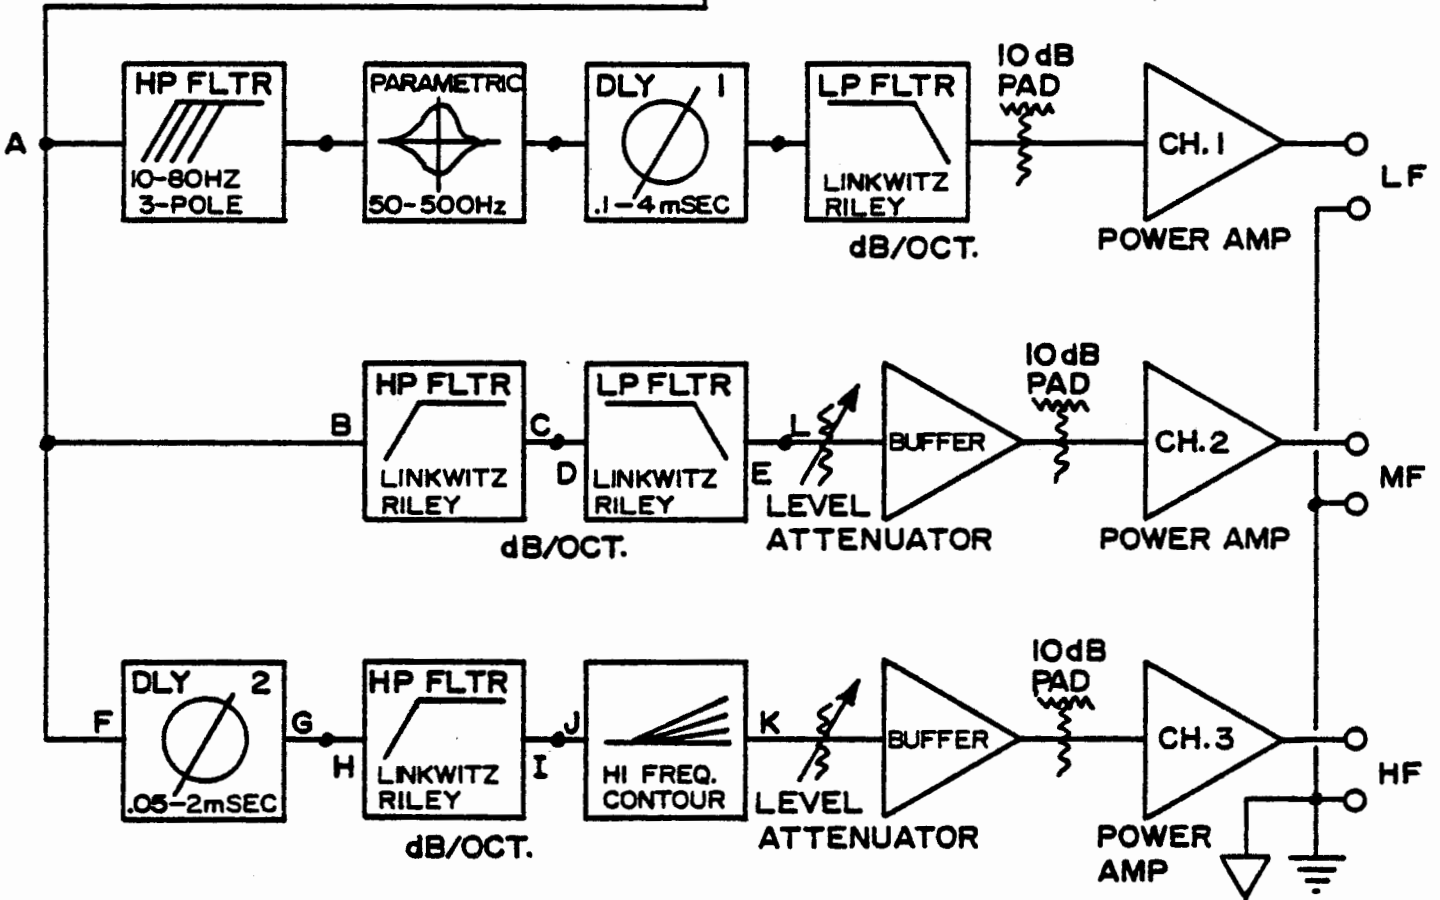 10 dB
PAD
HP FLTR
10-80HZ
3-POLE
PARAMETRIC
50-500Hz
DLY 1
.1-4mSEC
LP FLTR
LINKWITZ
RILEY
dB/OCT.
A
CH.1
POWER AMP
LF
10 dB
PAD
B
HP FLTR
LINKWITZ
RILEY
C
D
LP FLTR
LINKWITZ
RILEY
dB/OCT.
E
L
LEVEL
ATTENUATOR
BUFFER
CH.2
POWER AMP
MF
10dB
PAD
F
DLY 2
.05-2mSEC
G
H
HP FLTR
LINKWITZ
RILEY
dB/OCT.
I
J
HI FREQ.
CONTOUR
K
LEVEL
ATTENUATOR
BUFFER
CH.3
POWER
AMP
HF